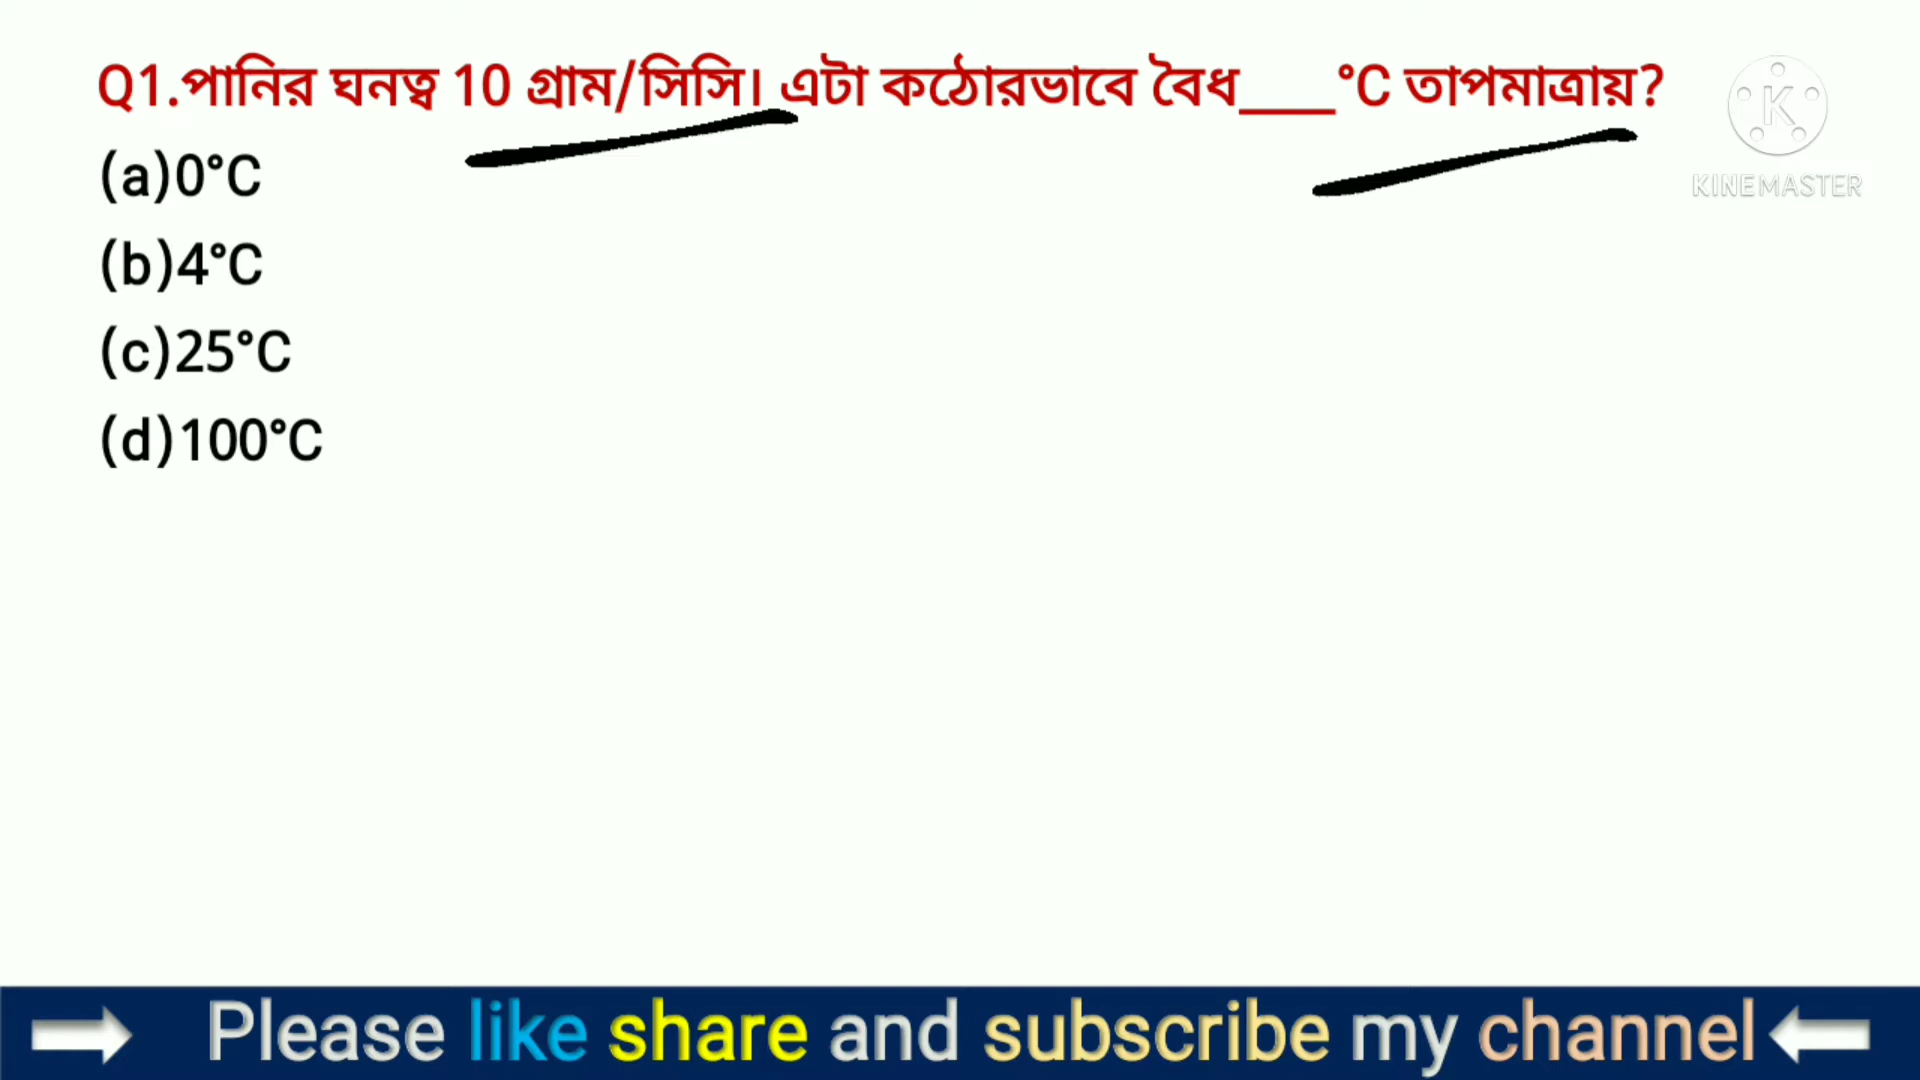 Q1.পানির ঘনত্ব 10 গ্রাম/সিসি। এটা কঠোরভাবে বৈধ____°C তাপমাত্রায়?
(a)0°C
(b)4°C
(c)25°C
(d)100°C
K
KINEMASTER
Please like share and subscribe my channel